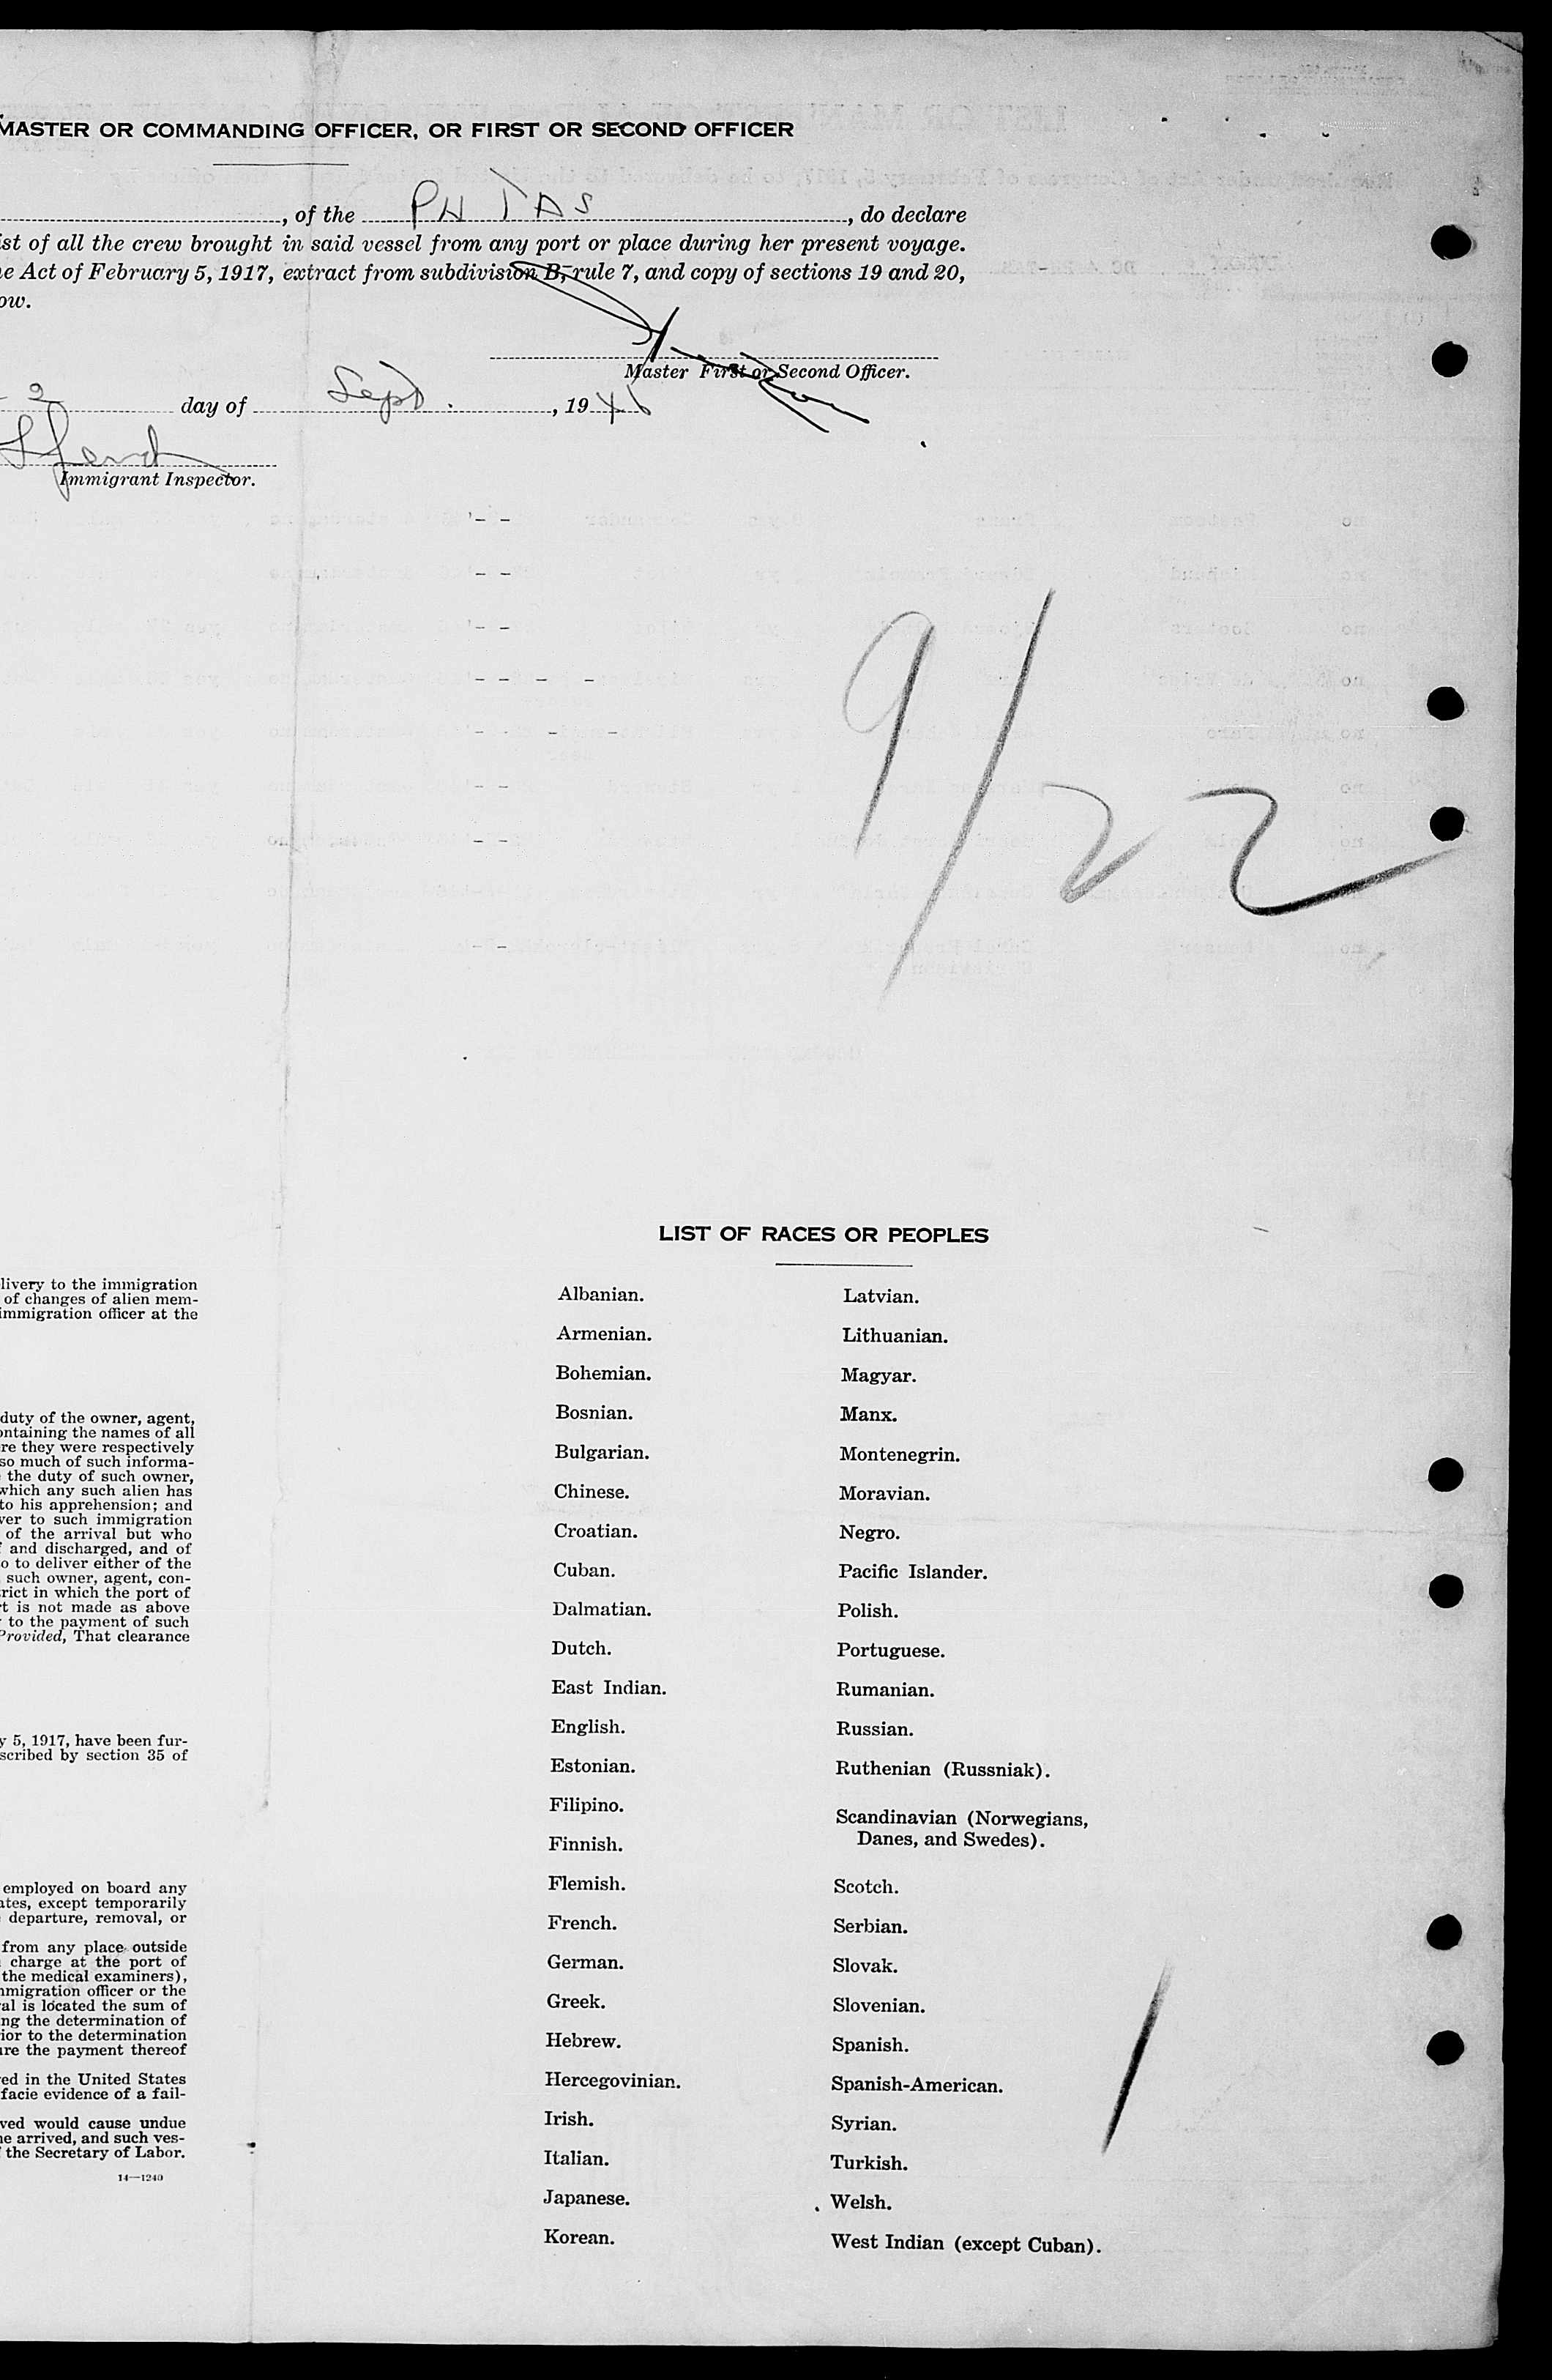 MASTER OR COMMANDING OFFICER, OR FIRST OR SECOND OFFICER
, of the PH TAS, do declare
ist of all the crew brought in said vessel from any port or place during her present voyage.
e Act of February 5, 1917, extract from subdivision B, rule 7, and copy of sections 19 and 20,
ow.
Master First or Second Officer.
2 day of Sept. , 1946
Immigrant Inspector.
9/22
livery to the immigration
of changes of alien mem-
immigration officer at the
duty of the owner, agent,
ontaining the names of all
re they were respectively
so much of such informa-
the duty of such owner,
which any such alien has
to his apprehension; and
ver to such immigration
of the arrival but who
and discharged, and of
o to deliver either of the
such owner, agent, con-
rict in which the port of
rt is not made as above
to the payment of such
Provided, That clearance
y 5, 1917, have been fur-
scribed by section 35 of
employed on board any
ates, except temporarily
departure, removal, or
from any place outside
charge at the port of
the medical examiners),
mmigration officer or the
al is located the sum of
ng the determination of
ior to the determination
ure the payment thereof
ed in the United States
facie evidence of a fail-
ved would cause undue
e arrived, and such ves-
the Secretary of Labor.
14—1240
LIST OF RACES OR PEOPLES
Albanian.
Armenian.
Bohemian.
Bosnian.
Bulgarian.
Chinese.
Croatian.
Cuban.
Dalmatian.
Dutch.
East Indian.
English.
Estonian.
Filipino.
Finnish.
Flemish.
French.
German.
Greek.
Hebrew.
Hercegovinian.
Irish.
Italian.
Japanese.
Korean.
Latvian.
Lithuanian.
Magyar.
Manx.
Montenegrin.
Moravian.
Negro.
Pacific Islander.
Polish.
Portuguese.
Rumanian.
Russian.
Ruthenian (Russniak).
Scandinavian (Norwegians,
Danes, and Swedes).
Scotch.
Serbian.
Slovak.
Slovenian.
Spanish.
Spanish-American.
Syrian.
Turkish.
Welsh.
West Indian (except Cuban).